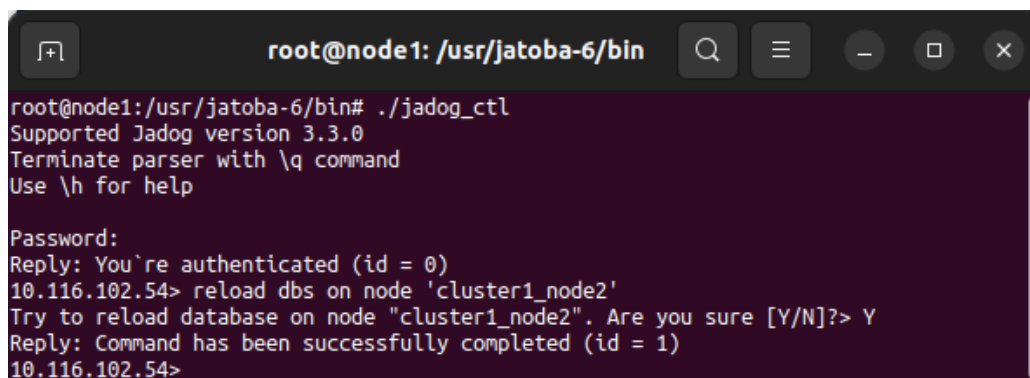 root@node1: /usr/jatoba-6/bin
root@node1:/usr/jatoba-6/bin# ./jadog_ctl
Supported Jadog version 3.3.0
Terminate parser with \q command
Use \h for help
Password:
Reply: You`re authenticated (id = 0)
10.116.102.54> reload dbs on node 'cluster1_node2'
Try to reload database on node "cluster1_node2". Are you sure [Y/N]?> Y
Reply: Command has been successfully completed (id = 1)
10.116.102.54>